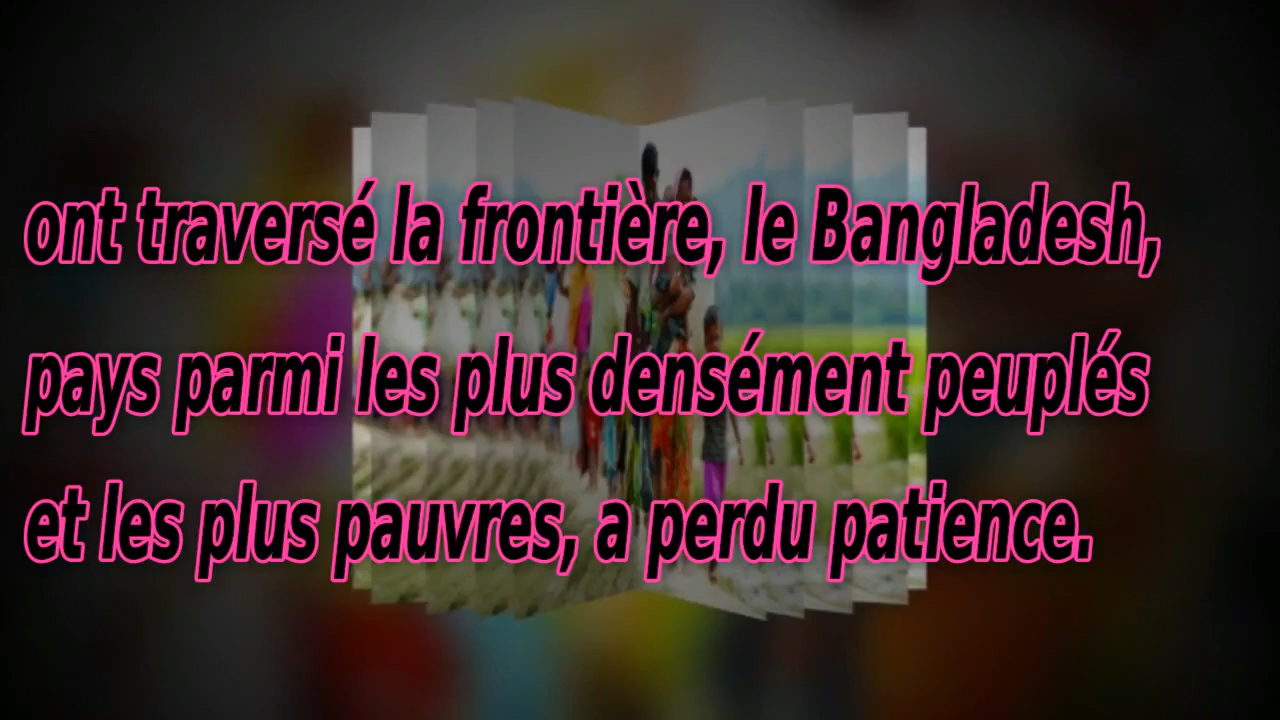 ont traversé la frontière, le Bangladesh,
pays parmi les plus densément peuplés
et les plus pauvres, a perdu patience.